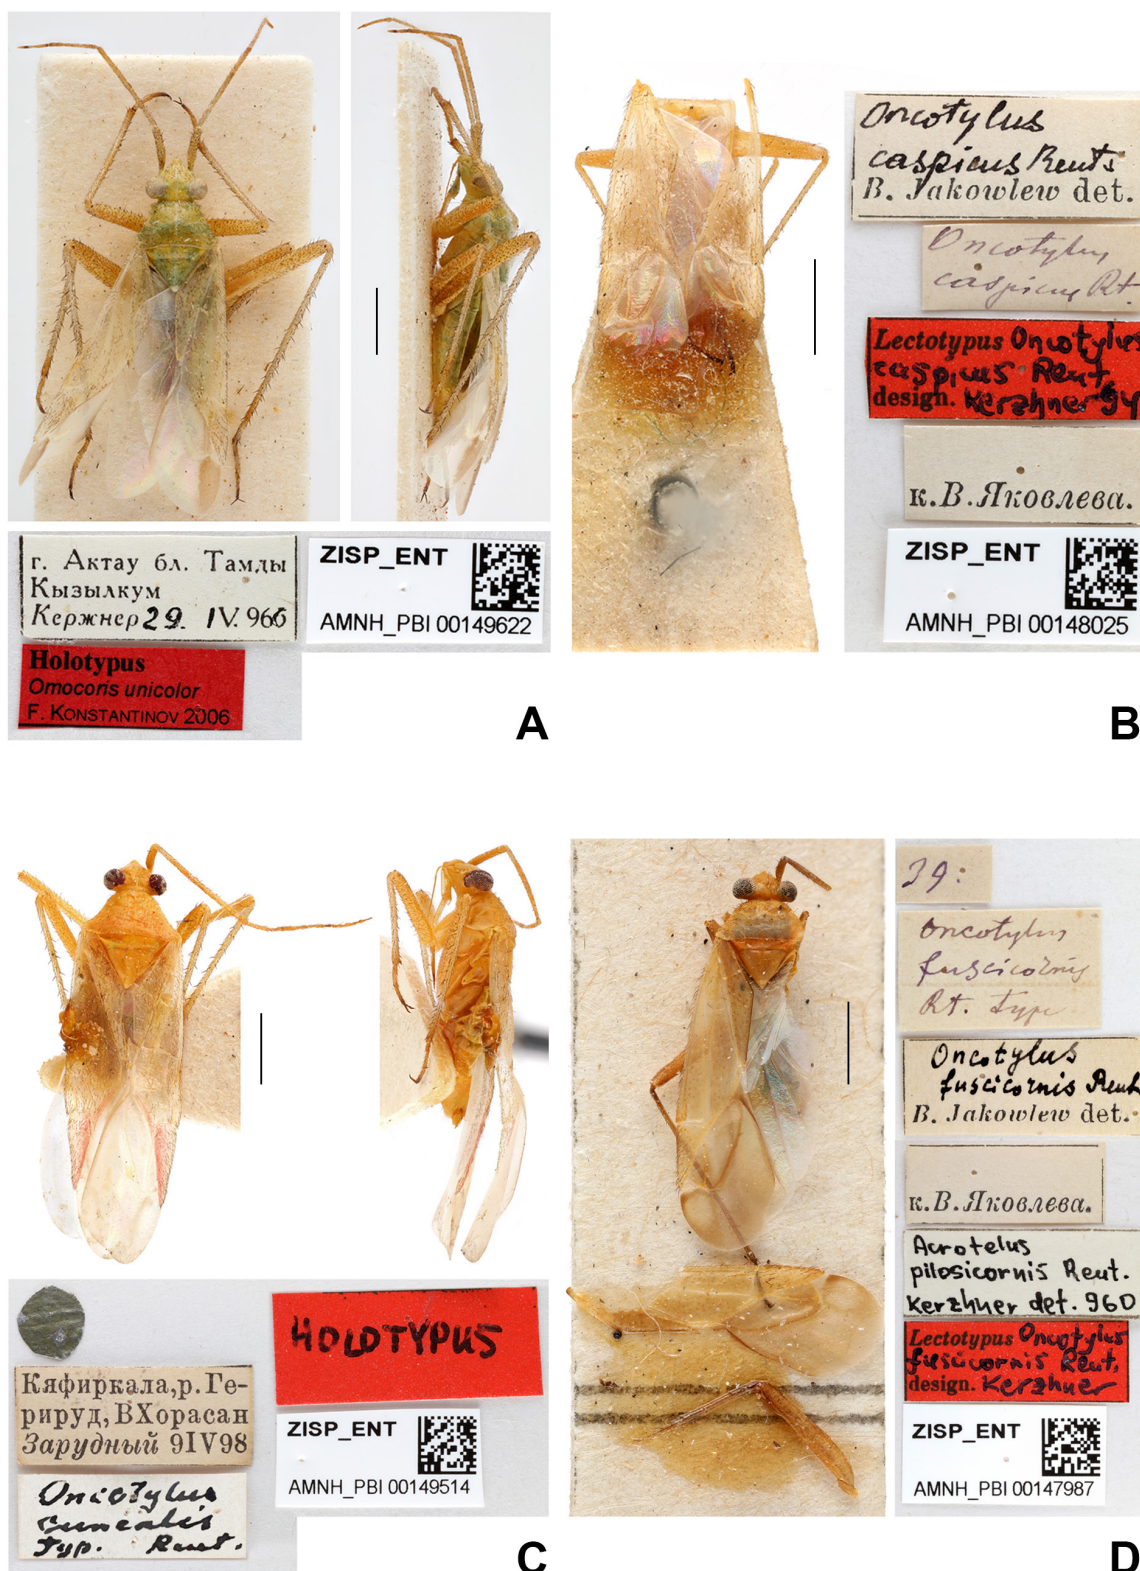 г. Актау бл. Тамды
Кызылкум
Кержнер 29. IV. 966
ZISP_ENT
AMNH_PBI 00149622
Holotypus
Omocoris unicolor
F. KONSTANTINOV 2006
A
Oncotylus
caspicus Reut.
B. Jakowlew det.
Oncotylus
caspicus Rt.
Lectotypus Oncotylus
caspicus Reut.
design. Kerzhner 94
к. В. Яковлева.
ZISP_ENT
AMNH_PBI 00148025
B
Кяфиркала, р. Ге-
рируд, ВХорасан
Зарудный 9IV98
Oncotylus
cunealis
typ. Reut.
HOLOTYPUS
ZISP_ENT
AMNH_PBI 00149514
C
39:
Oncotylus
fuscicornis
Rt. Type
Oncotylus
fuscicornis Reut.
B. Jakowlew det.
к. В. Яковлева.
Acrotelus
pilosicornis Reut.
Kerzhner det. 960
Lectotypus Oncotylus
fuscicornis Reut.
design. Kerzhner
ZISP_ENT
AMNH_PBI 00147987
D